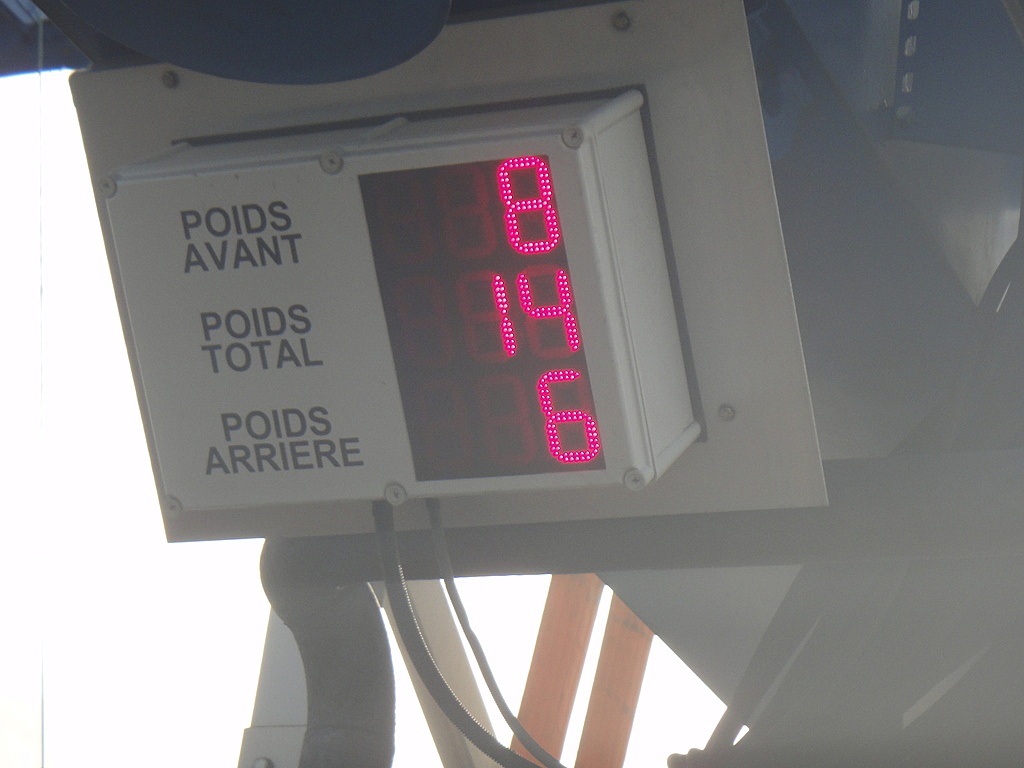 POIDS
AVANT
8
POIDS
TOTAL
14
POIDS
ARRIERE
6